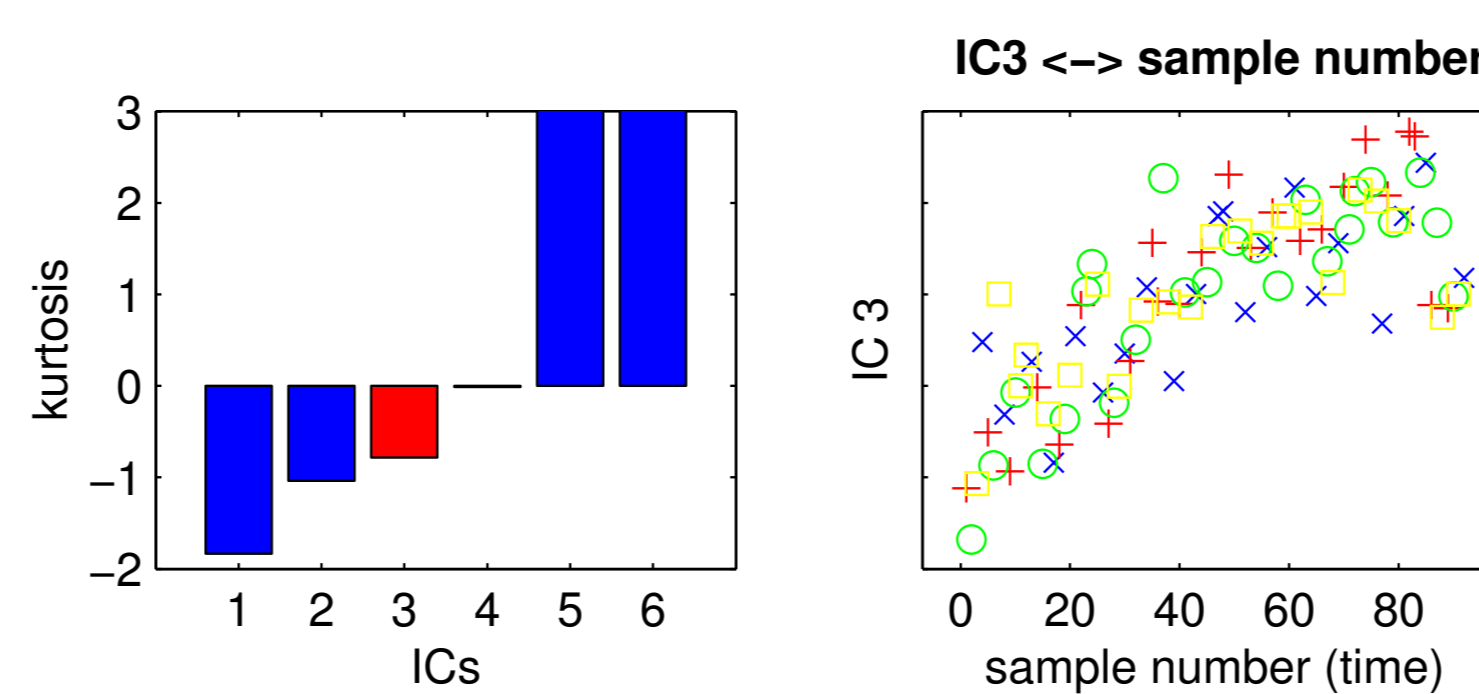 3
2
1
0
−1
−2
kurtosis
1 2 3 4 5 6
ICs
IC3 <−> sample number
IC 3
0 20 40 60 80
sample number (time)